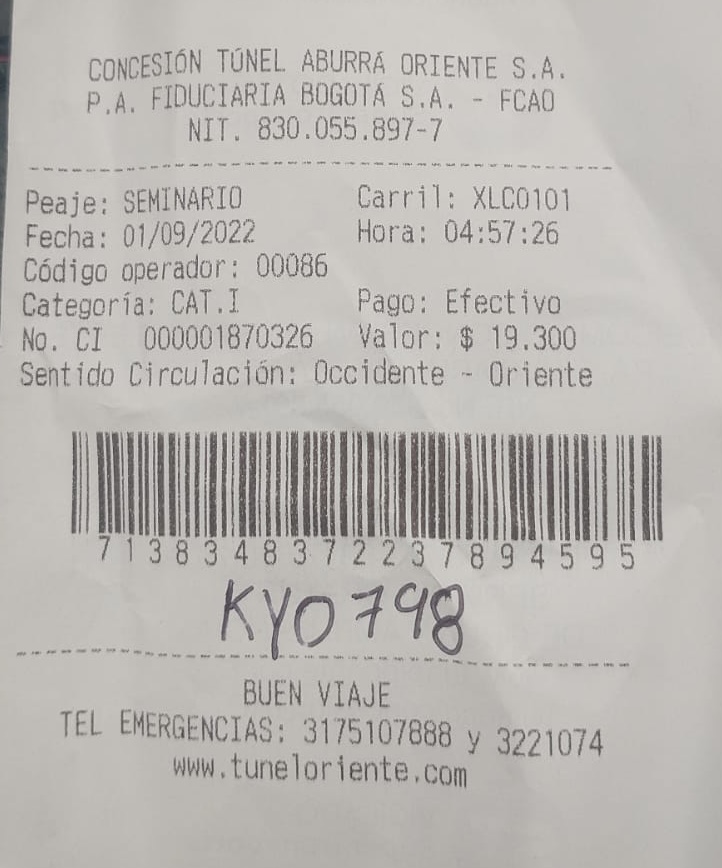 CONCESIÓN TÚNEL ABURRÁ ORIENTE S.A.
P.A. FIDUCIARIA BOGOTÁ S.A. - FCAO
NIT. 830.055.897-7
Peaje: SEMINARIO Carril: XLC0101
Fecha: 01/09/2022 Hora: 04:57:26
Código operador: 00086
Categoría: CAT.I Pago: Efectivo
No. CI 000001870326 Valor: $ 19.300
Sentido Circulación: Occidente - Oriente
7138348372237894595
KYO798
BUEN VIAJE
TEL EMERGENCIAS: 3175107888 y 3221074
www.tuneloriente.com